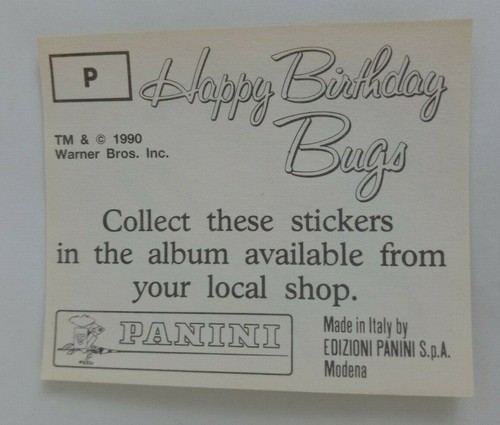 P
Happy Birthday
Bugs
TM & © 1990
Warner Bros. Inc.
Collect these stickers
in the album available from
your local shop.
PANINI
Made in Italy by
EDIZIONI PANINI S.p.A.
Modena